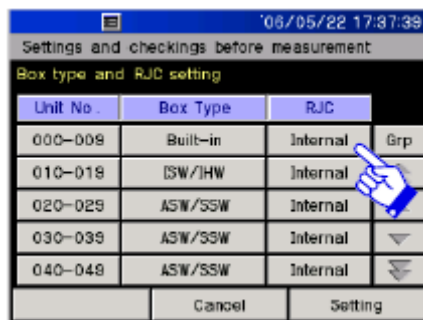 '06/05/22 17:37:39
Settings and checkings before measurement
Box type and RJC setting
Unit No. Box Type RJC
000-009 Built-in Internal Grp
010-019 ISW/IHW Internal
020-029 ASW/SSW Internal
030-039 ASW/SSW Internal
040-049 ASW/SSW Internal
Cancel Setting